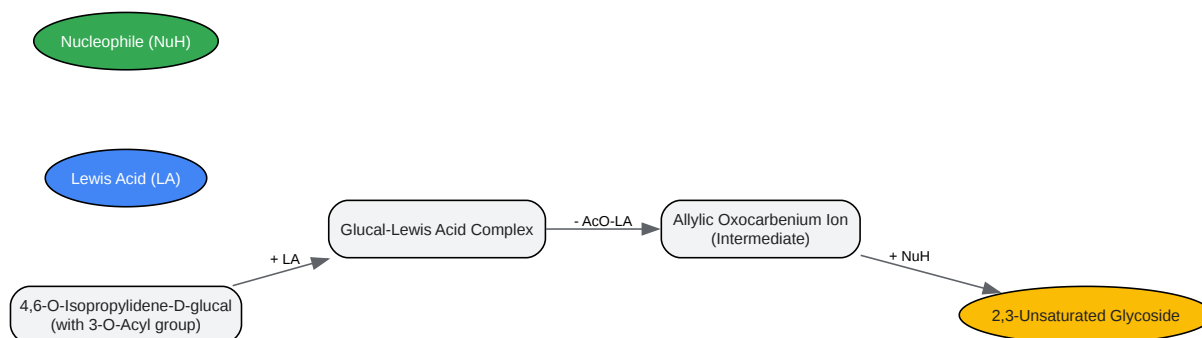 Nucleophile (NuH)
Lewis Acid (LA)
4,6-O-Isopropylidene-D-glucal
(with 3-O-Acyl group)
+ LA
Glucal-Lewis Acid Complex
- AcO-LA
Allylic Oxocarbenium Ion
(Intermediate)
+ NuH
2,3-Unsaturated Glycoside